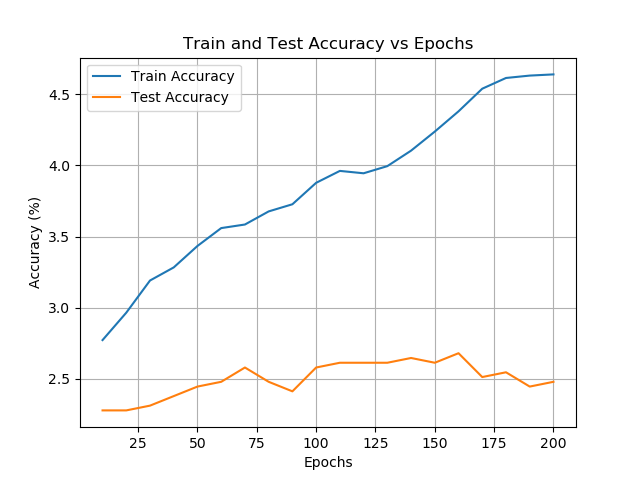 Train and Test Accuracy vs Epochs
Train Accuracy
Test Accuracy
4.5
4.0
3.5
3.0
2.5
Accuracy (%)
25 50 75 100 125 150 175 200
Epochs